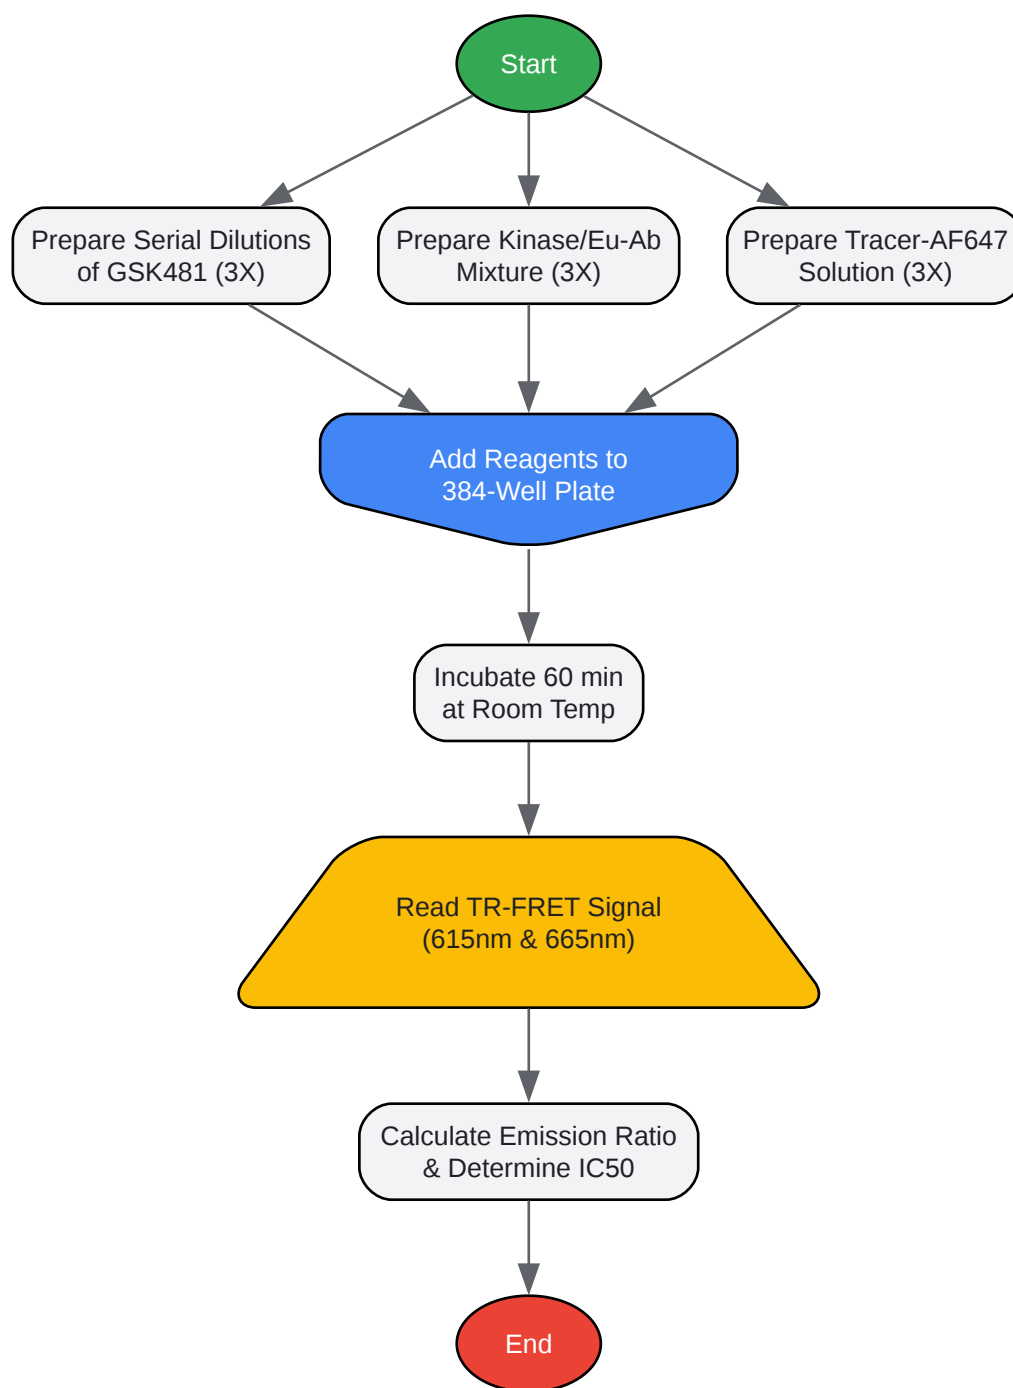 Start
Prepare Serial Dilutions
of GSK481 (3X)
Prepare Kinase/Eu-Ab
Mixture (3X)
Prepare Tracer-AF647
Solution (3X)
Add Reagents to
384-Well Plate
Incubate 60 min
at Room Temp
Read TR-FRET Signal
(615nm & 665nm)
Calculate Emission Ratio
& Determine IC50
End